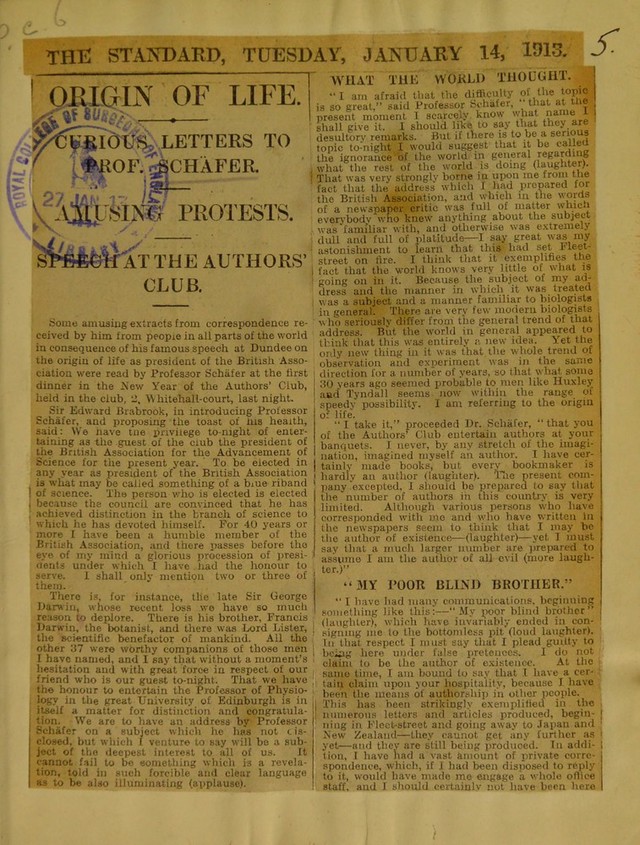 D.C.6
THE STANDARD, TUESDAY, JANUARY 14, 1913.
5.
ORIGIN OF LIFE.
CURIOUS LETTERS TO
PROF. SCHÄFER.
AMUSING PROTESTS.
SPEECH AT THE AUTHORS'
CLUB.
ROYAL COLLEGE OF SURGEONS OF ENGLAND
27 JAN 13
LIBRARY
Some amusing extracts from correspondence re-
ceived by him from people in all parts of the world
in consequence of his famous speech at Dundee on
the origin of life as president of the British Asso-
ciation were read by Professor Schäfer at the first
dinner in the New Year of the Authors' Club,
held in the club, 2, Whitehall-court, last night.
Sir Edward Brabrook, in introducing Professor
Schäfer, and proposing the toast of his health,
said: We have the privilege to-night of enter-
taining as the guest of the club the president of
the British Association for the Advancement of
Science for the present year. To be elected in
any year as president of the British Association
is what may be called something of a blue riband
of science. The person who is elected is elected
because the council are convinced that he has
achieved distinction in the branch of science to
which he has devoted himself. For 40 years or
more I have been a humble member of the
British Association, and there passes before the
eye of my mind a glorious procession of presi-
dents under which I have had the honour to
serve. I shall only mention two or three of
them.
There is, for instance, the late Sir George
Darwin, whose recent loss we have so much
reason to deplore. There is his brother, Francis
Darwin, the botanist, and there was Lord Lister,
the scientific benefactor of mankind. All the
other 37 were worthy companions of those men
I have named, and I say that without a moment's
hesitation and with great force in respect of our
friend who is our guest to-night. That we have
the honour to entertain the Professor of Physio-
logy in the great University of Edinburgh is in
itself a matter for distinction and congratula-
tion. We are to have an address by Professor
Schäfer on a subject which he has not dis-
closed, but which I venture to say will be a sub-
ject of the deepest interest to all of us. It
cannot fail to be something which is a revela-
tion, told in such forcible and clear language
as to be also illuminating (applause).
WHAT THE WORLD THOUGHT.
"I am afraid that the difficulty of the topic
is so great," said Professor Schäfer, "that at the
present moment I scarcely know what name I
shall give it. I should like to say that they are
desultory remarks. But if there is to be a serious
topic to-night I would suggest that it be called
the ignorance of the world in general regarding
what the rest of the world is doing (laughter).
That was very strongly borne in upon me from the
fact that the address which I had prepared for
the British Association, and which in the words
of a newspaper critic was full of matter which
everybody who knew anything about the subject
was familiar with, and otherwise was extremely
dull and full of platitude—I say great was my
astonishment to learn that this had set Fleet-
street on fire. I think that it exemplifies the
fact that the world knows very little of what is
going on in it. Because the subject of my ad-
dress and the manner in which it was treated
was a subject and a manner familiar to biologists
in general. There are very few modern biologists
who seriously differ from the general trend of that
address. But the world in general appeared to
think that this was entirely a new idea. Yet the
only new thing in it was that the whole trend of
observation and experiment was in the same
direction for a number of years, so that what some
30 years ago seemed probable to men like Huxley
and Tyndall seems now within the range of
speedy possibility. I am referring to the origin
of life.
"I take it," proceeded Dr. Schäfer, "that you
of the Authors' Club entertain authors at your
banquets. I never, by any stretch of the imagi-
nation, imagined myself an author. I have cer-
tainly made books, but every bookmaker is
hardly an author (laughter). The present com-
pany excepted, I should be prepared to say that
the number of authors in this country is very
limited. Although various persons who have
corresponded with me and who have written in
the newspapers seem to think that I may be
the author of existence—(laughter)—yet I must
say that a much larger number are prepared to
assume I am the author of all evil (more laugh-
ter.)"
"MY POOR BLIND BROTHER."
"I have had many communications, beginning
something like this:—"My poor blind brother"
(laughter), which have invariably ended in con-
signing me to the bottomless pit (loud laughter).
In that respect I must say that I plead guilty to
being here under false pretences. I do not
claim to be the author of existence. At the
same time, I am bound to say that I have a cer-
tain claim upon your hospitality, because I have
been the means of authorship in other people.
This has been strikingly exemplified in the
numerous letters and articles produced, begin-
ning in Fleet-street and going away to Japan and
New Zealand—they cannot get any further as
yet—and they are still being produced. In addi-
tion, I have had a vast amount of private corre-
spondence, which, if I had been disposed to reply
to it, would have made me engage a whole office
staff, and I should certainly not have been here